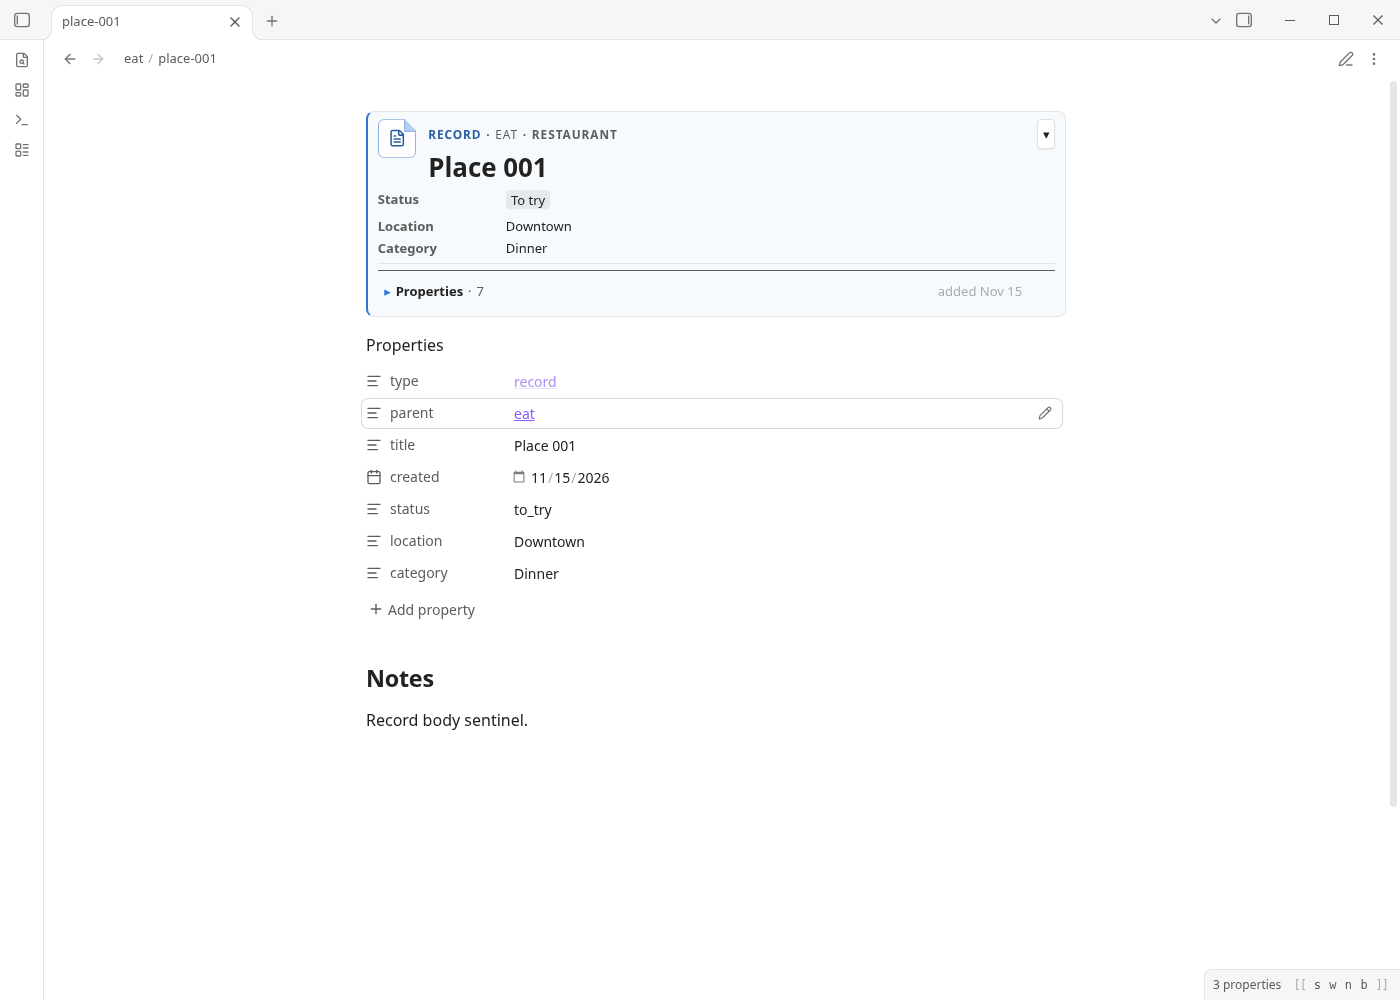 place-001
eat / place-001
RECORD · EAT · RESTAURANT
Place 001
Status To try
Location Downtown
Category Dinner
▸ Properties · 7 added Nov 15
Properties
type record
parent eat
title Place 001
created 11/15/2026
status to_try
location Downtown
category Dinner
+ Add property
Notes
Record body sentinel.
3 properties [[ s w n b ]]